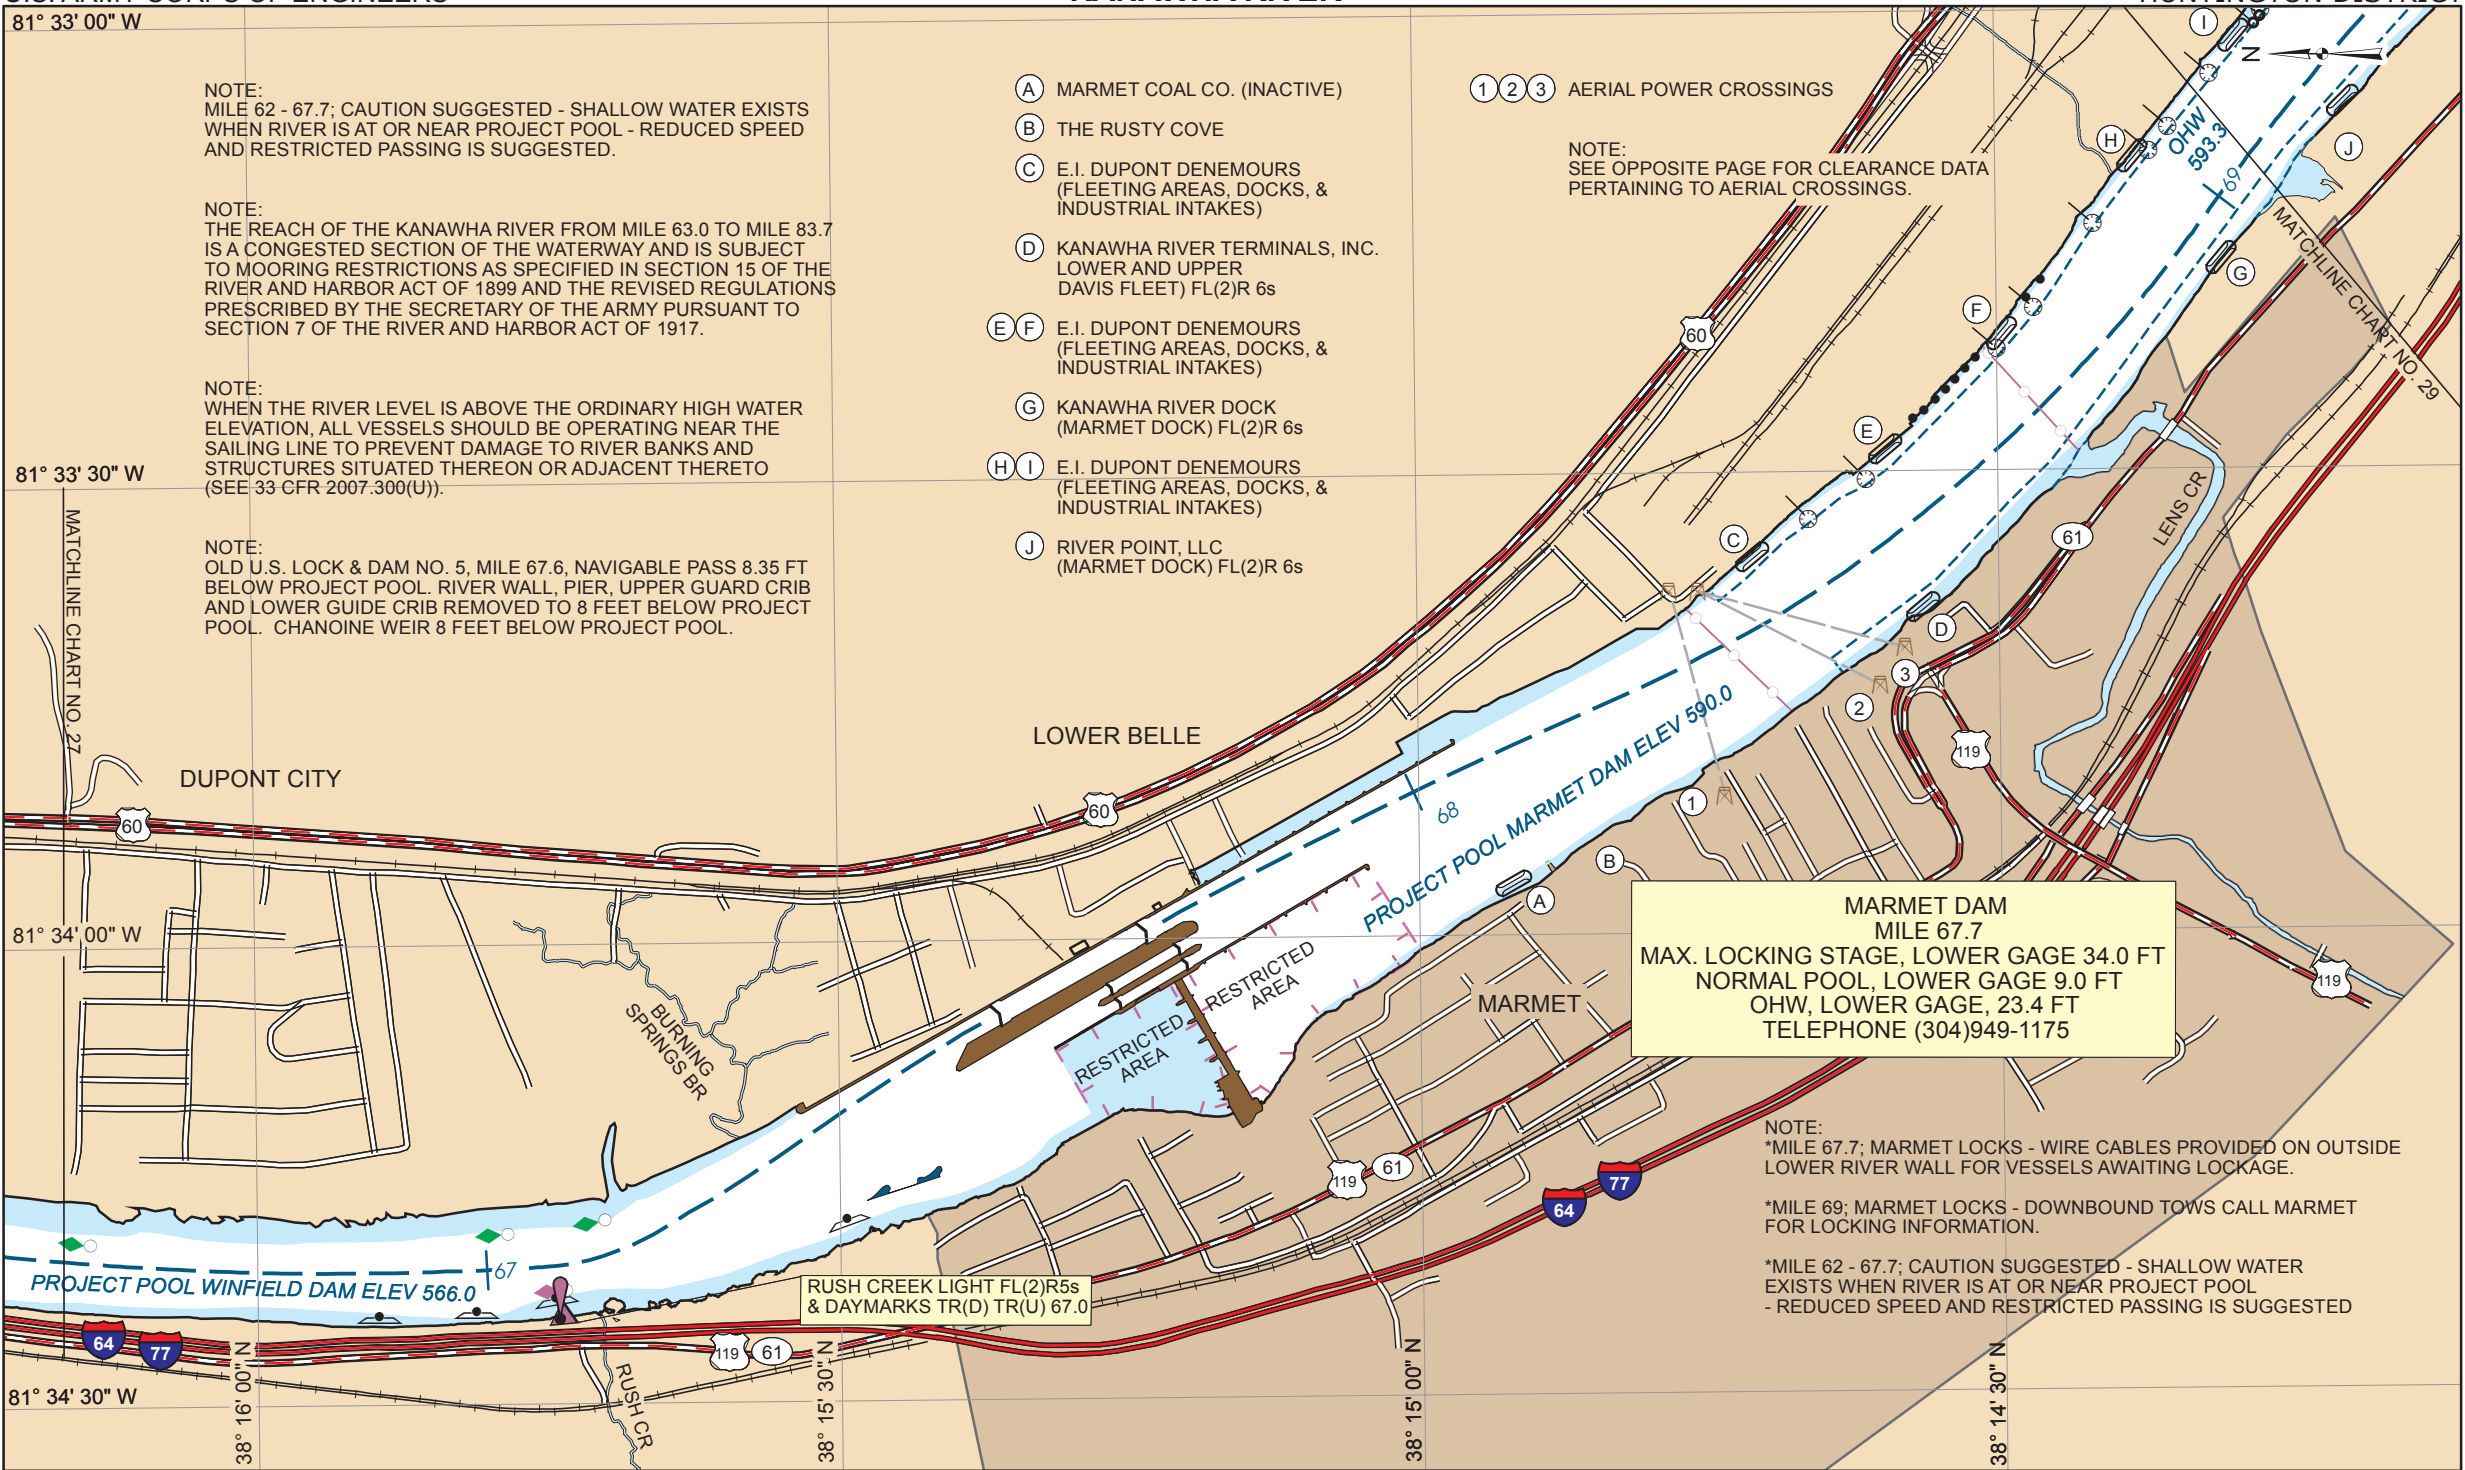 81° 33' 00" W
NOTE:
MILE 62 - 67.7; CAUTION SUGGESTED - SHALLOW WATER EXISTS
WHEN RIVER IS AT OR NEAR PROJECT POOL - REDUCED SPEED
AND RESTRICTED PASSING IS SUGGESTED.
NOTE:
THE REACH OF THE KANAWHA RIVER FROM MILE 63.0 TO MILE 83.7
IS A CONGESTED SECTION OF THE WATERWAY AND IS SUBJECT
TO MOORING RESTRICTIONS AS SPECIFIED IN SECTION 15 OF THE
RIVER AND HARBOR ACT OF 1899 AND THE REVISED REGULATIONS
PRESCRIBED BY THE SECRETARY OF THE ARMY PURSUANT TO
SECTION 7 OF THE RIVER AND HARBOR ACT OF 1917.
NOTE:
WHEN THE RIVER LEVEL IS ABOVE THE ORDINARY HIGH WATER
ELEVATION, ALL VESSELS SHOULD BE OPERATING NEAR THE
SAILING LINE TO PREVENT DAMAGE TO RIVER BANKS AND
STRUCTURES SITUATED THEREON OR ADJACENT THERETO
(SEE 33 CFR 2007.300(U)).
NOTE:
OLD U.S. LOCK & DAM NO. 5, MILE 67.6, NAVIGABLE PASS 8.35 FT
BELOW PROJECT POOL. RIVER WALL, PIER, UPPER GUARD CRIB
AND LOWER GUIDE CRIB REMOVED TO 8 FEET BELOW PROJECT
POOL. CHANOINE WEIR 8 FEET BELOW PROJECT POOL.
A MARMET COAL CO. (INACTIVE)
B THE RUSTY COVE
C E.I. DUPONT DENEMOURS
(FLEETING AREAS, DOCKS, &
INDUSTRIAL INTAKES)
D KANAWHA RIVER TERMINALS, INC.
LOWER AND UPPER
DAVIS FLEET) FL(2)R 6s
E F E.I. DUPONT DENEMOURS
(FLEETING AREAS, DOCKS, &
INDUSTRIAL INTAKES)
G KANAWHA RIVER DOCK
(MARMET DOCK) FL(2)R 6s
H I E.I. DUPONT DENEMOURS
(FLEETING AREAS, DOCKS, &
INDUSTRIAL INTAKES)
J RIVER POINT, LLC
(MARMET DOCK) FL(2)R 6s
1 2 3 AERIAL POWER CROSSINGS
NOTE:
SEE OPPOSITE PAGE FOR CLEARANCE DATA
PERTAINING TO AERIAL CROSSINGS.
I
N
H
J
OHW
593.3
69
G
F
E
C
D
3
2
1
B
A
MATCHLINE CHART NO. 29
60
61
LENS CR
119
81° 33' 30" W
MATCHLINE CHART NO. 27
DUPONT CITY
LOWER BELLE
60
60
68
PROJECT POOL MARMET DAM ELEV 590.0
81° 34' 00" W
BURNING
SPRINGS BR
RESTRICTED
AREA
RESTRICTED
AREA
MARMET
MARMET DAM
MILE 67.7
MAX. LOCKING STAGE, LOWER GAGE 34.0 FT
NORMAL POOL, LOWER GAGE 9.0 FT
OHW, LOWER GAGE, 23.4 FT
TELEPHONE (304)949-1175
119
119
61
64
77
NOTE:
*MILE 67.7; MARMET LOCKS - WIRE CABLES PROVIDED ON OUTSIDE
LOWER RIVER WALL FOR VESSELS AWAITING LOCKAGE.
*MILE 69; MARMET LOCKS - DOWNBOUND TOWS CALL MARMET
FOR LOCKING INFORMATION.
*MILE 62 - 67.7; CAUTION SUGGESTED - SHALLOW WATER
EXISTS WHEN RIVER IS AT OR NEAR PROJECT POOL
- REDUCED SPEED AND RESTRICTED PASSING IS SUGGESTED
67
PROJECT POOL WINFIELD DAM ELEV 566.0
RUSH CREEK LIGHT FL(2)R5s
& DAYMARKS TR(D) TR(U) 67.0
64
77
119
61
RUSH CR
81° 34' 30" W
38° 16' 00" N
38° 15' 30" N
38° 15' 00" N
38° 14' 30" N